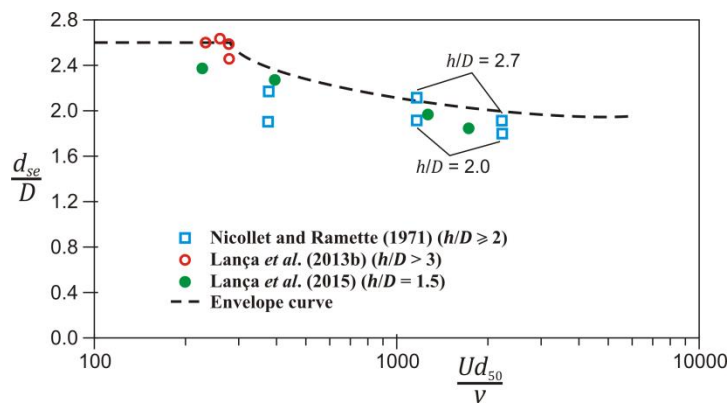 2.8
2.4
2.0
1.6
1.2
0.8
0.4
0.0
d_se
D
h/D = 2.7
h/D = 2.0
Nicollet and Ramette (1971) (h/D ⩾ 2)
Lança et al. (2013b) (h/D > 3)
Lança et al. (2015) (h/D = 1.5)
Envelope curve
100
1000
10000
Ud_50
ν